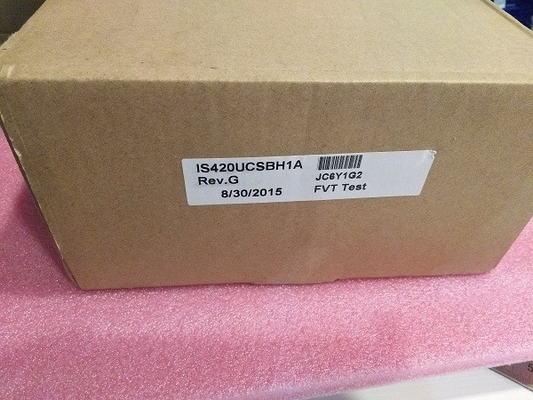 IS420UCSBH1A
Rev.G
8/30/2015
JC6Y1G2
FVT Test